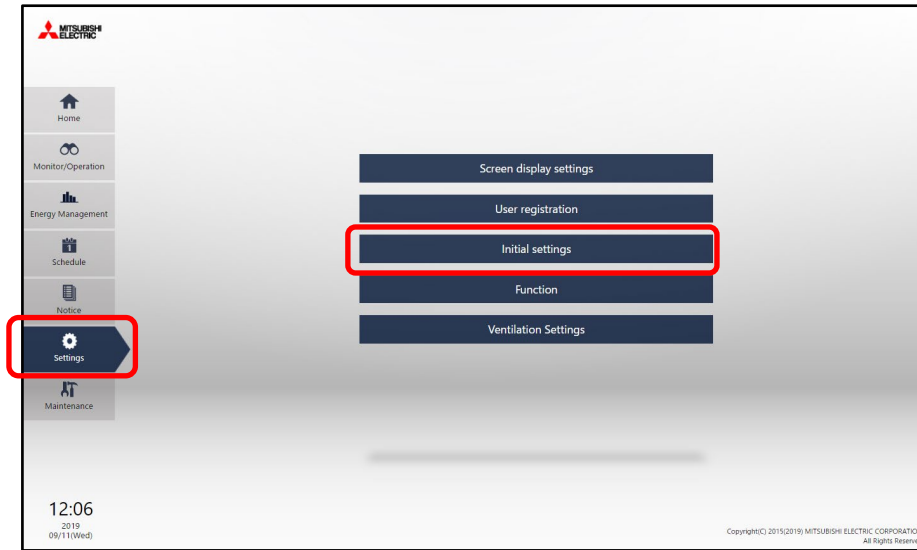 MITSUBISHI
ELECTRIC
Home
Monitor/Operation
Energy Management
1
Schedule
Notice
Settings
Maintenance
Screen display settings
User registration
Initial settings
Function
Ventilation Settings
12:06
2019
09/11(Wed)
Copyright(C) 2015(2019) MITSUBISHI ELECTRIC CORPORATIO
All Rights Reserve